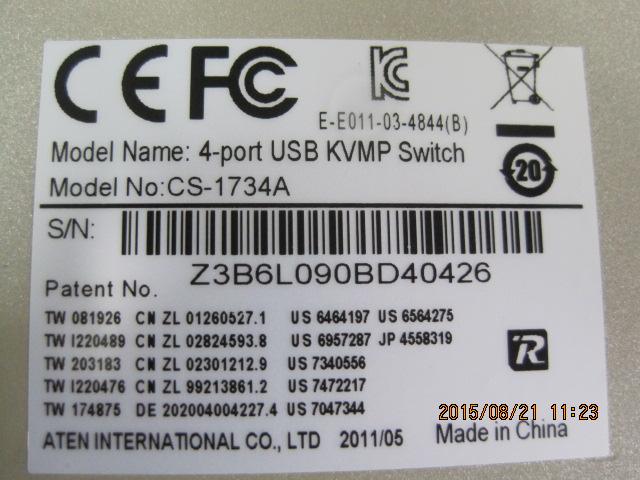 CE FC KC
E-E011-03-4844(B)
Model Name: 4-port USB KVMP Switch
Model No:CS-1734A
20
S/N:
Z3B6L090BD40426
Patent No.
TW 081926 CN ZL 01260527.1 US 6464197 US 6564275
TW I220489 CN ZL 02824593.8 US 6957287 JP 4558319
TW 203183 CN ZL 02301212.9 US 7340556
TW I220476 CN ZL 99213861.2 US 7472217
TW 174875 DE 202004004227.4 US 7047344
R
2015/08/21 11:23
ATEN INTERNATIONAL CO., LTD 2011/05 Made in China